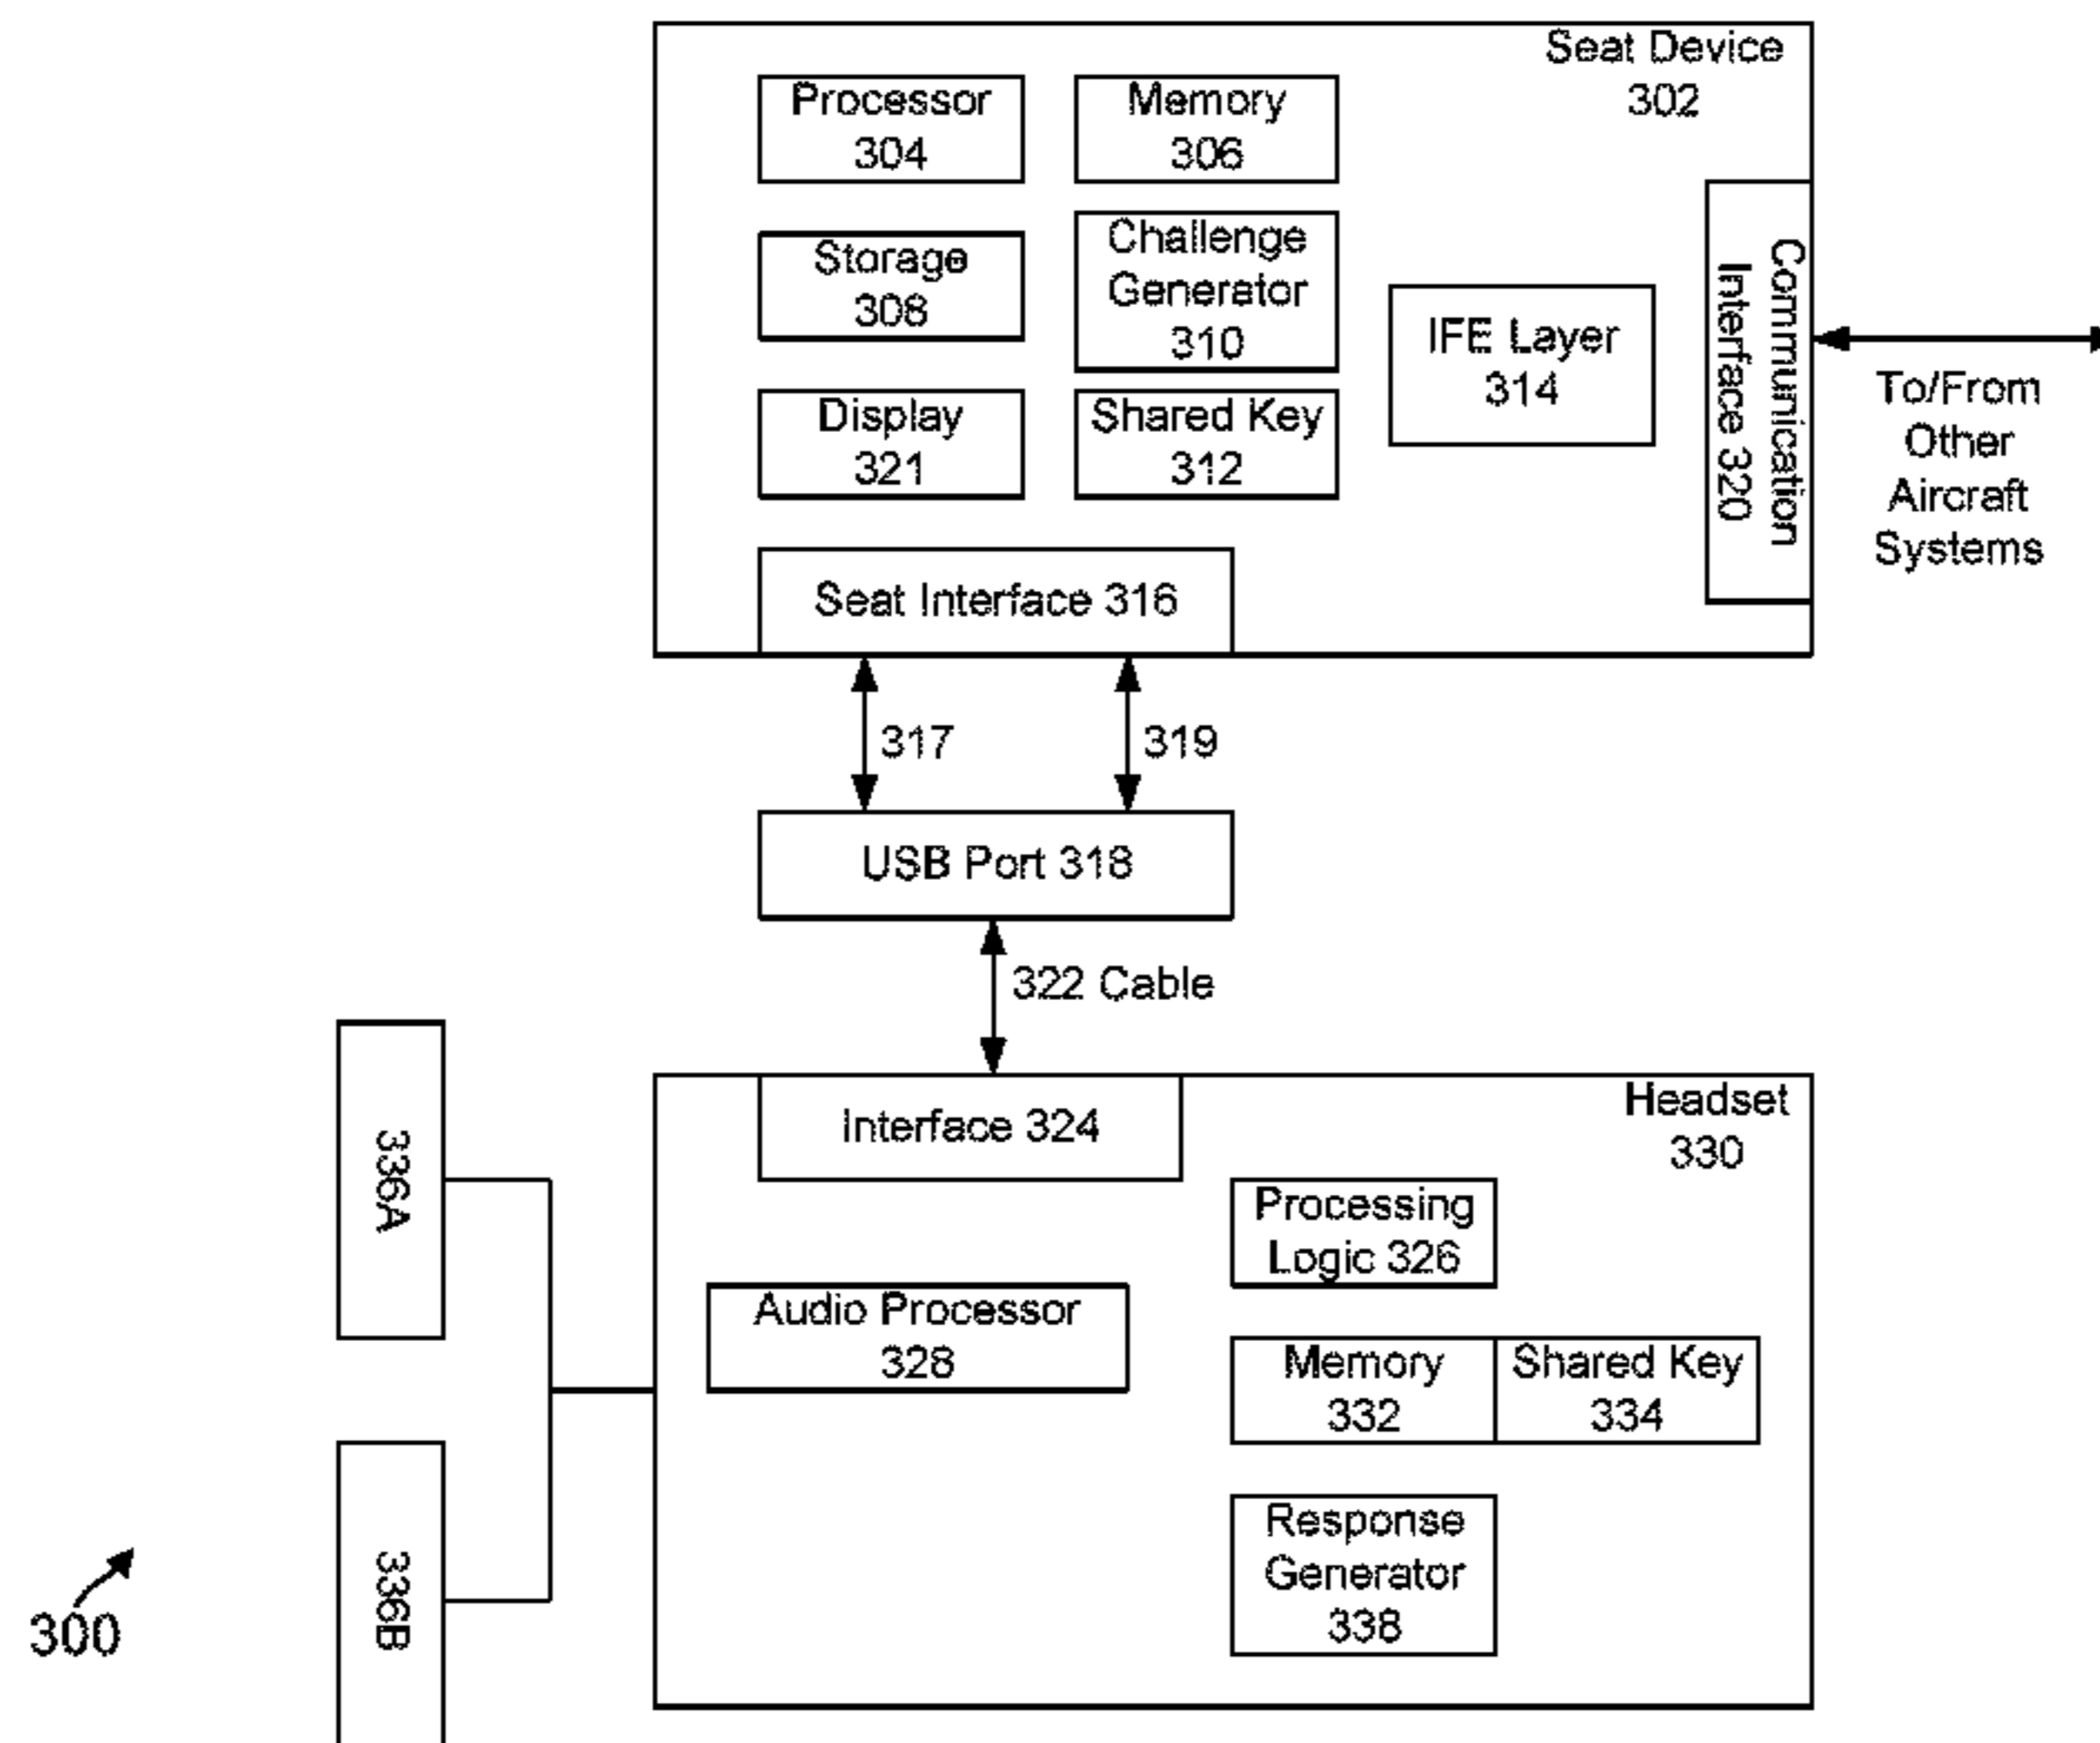 Seat Device
302
Processor
304
Memory
306
Storage
308
Challenge
Generator
310
IFE Layer
314
Communication
Interface 320
To/From
Other
Aircraft
Systems
Display
321
Shared Key
312
Seat Interface 316
317
319
USB Port 318
322 Cable
Headset
330
Interface 324
336A
Processing
Logic 326
Audio Processor
328
Memory
332
Shared Key
334
336B
Response
Generator
338
300